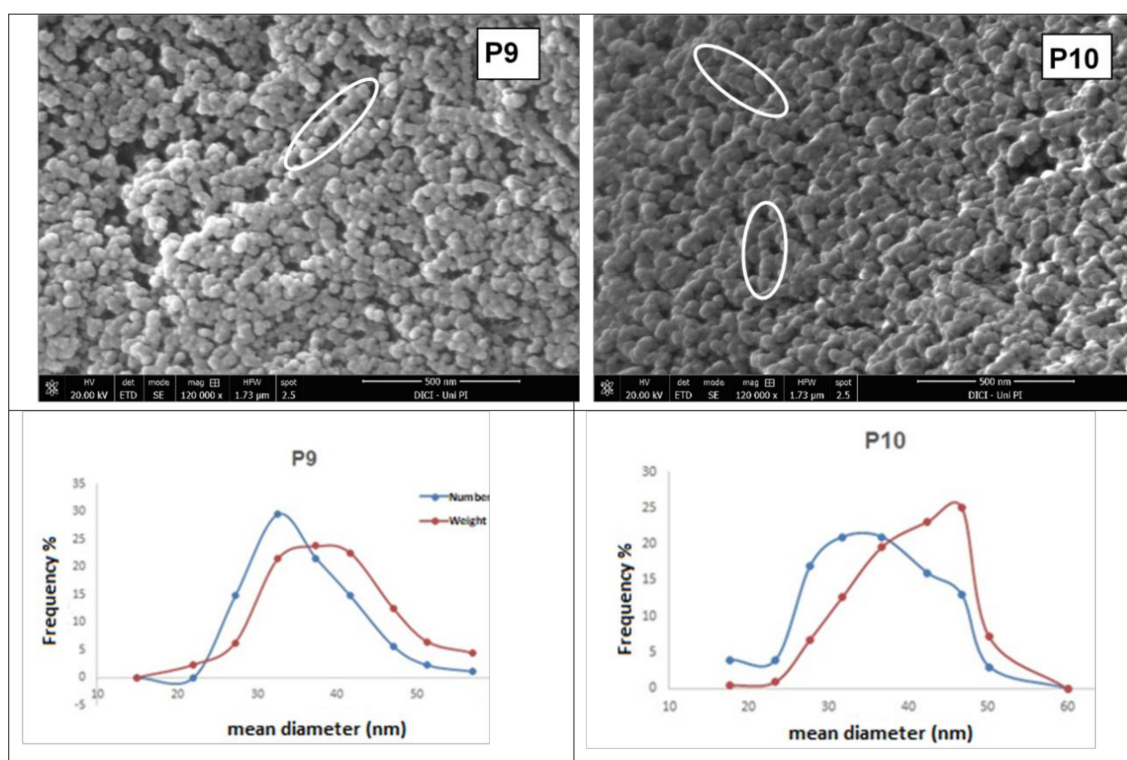 P9
P10
HV det mode mag HFW spot 500 nm
20.00 kV ETD SE 120 000 x 1.73 µm 2.5 DICI - Uni PI
HV det mode mag HFW spot 500 nm
20.00 kV ETD SE 120 000 x 1.73 µm 2.5 DICI - Uni PI
P9
Number
Weight
Frequency %
35
30
25
20
15
10
5
0
-5
10 20 30 40 50
mean diameter (nm)
P10
Frequency %
30
25
20
15
10
5
0
10 20 30 40 50 60
mean diameter (nm)